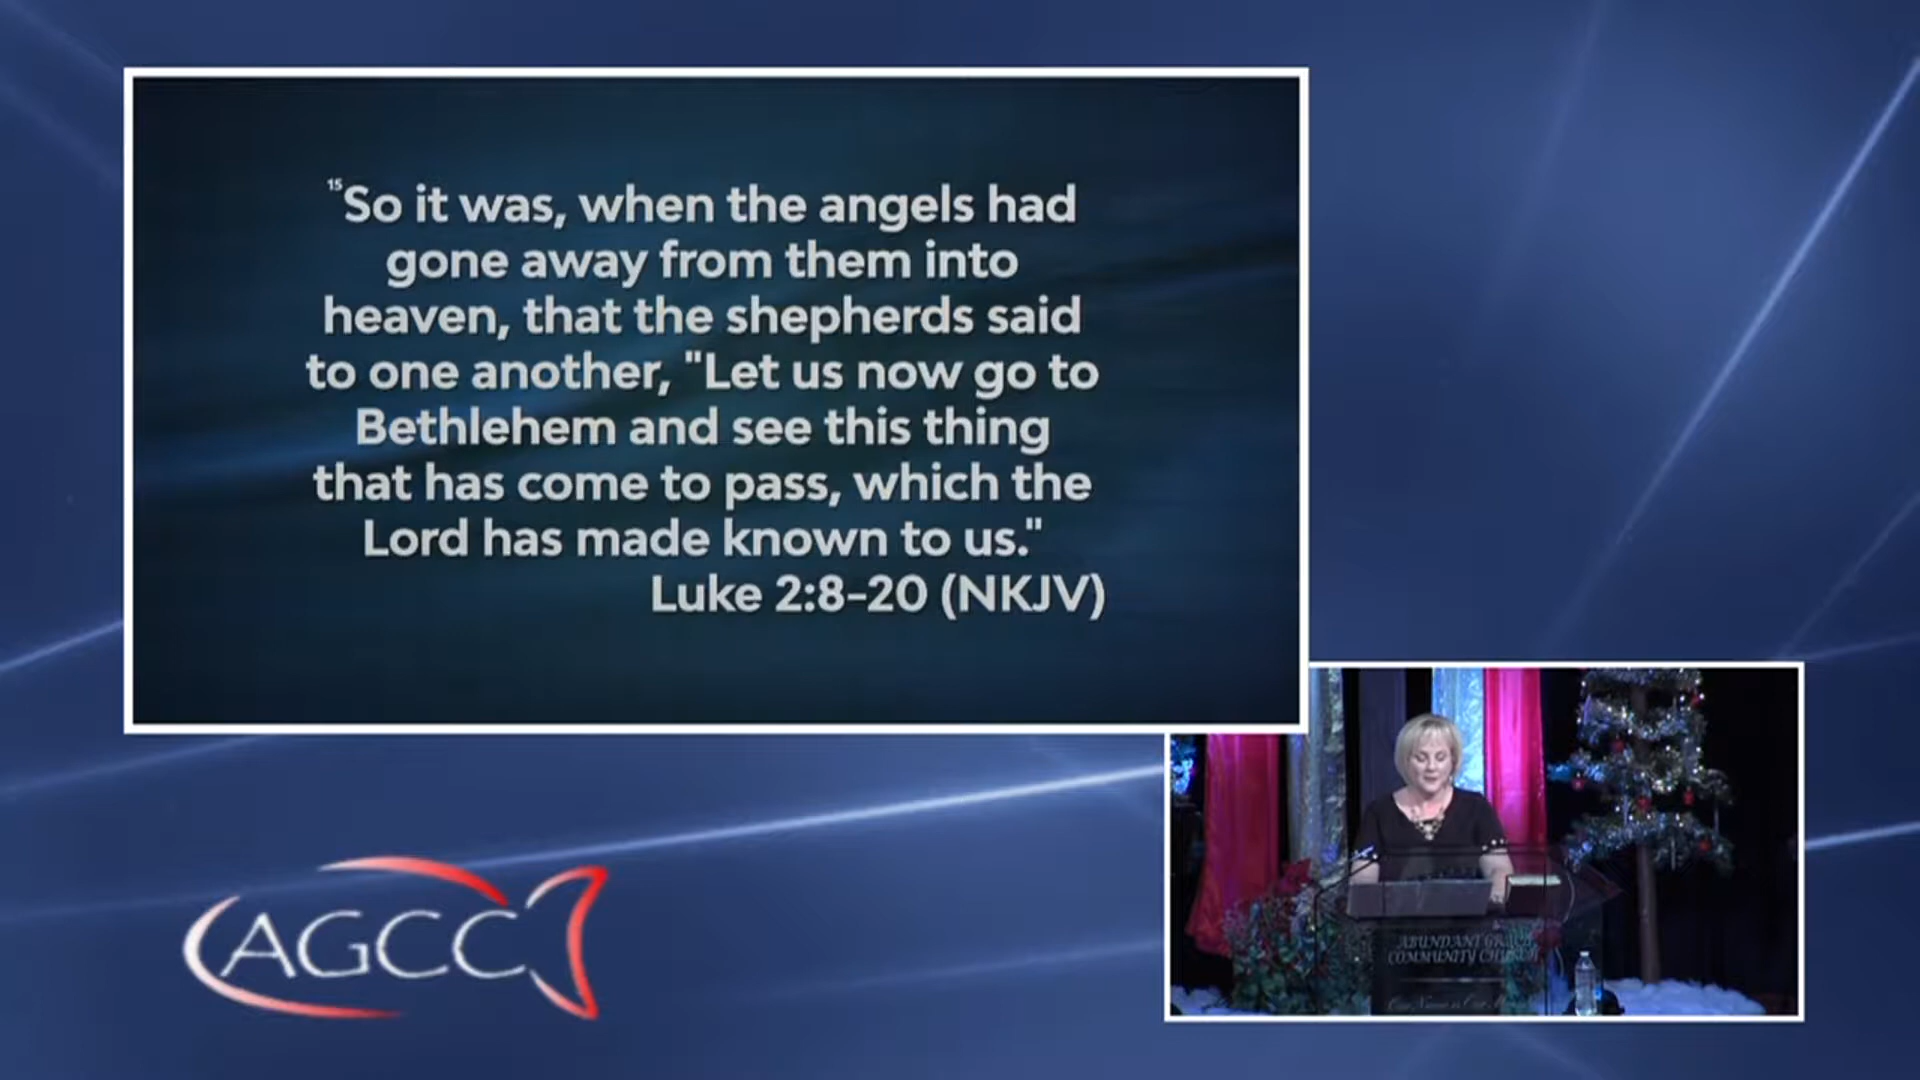 15So it was, when the angels had
gone away from them into
heaven, that the shepherds said
to one another, "Let us now go to
Bethlehem and see this thing
that has come to pass, which the
Lord has made known to us."
Luke 2:8-20 (NKJV)
AGCC
ABUNDANT GRACE
COMMUNITY CHURCH